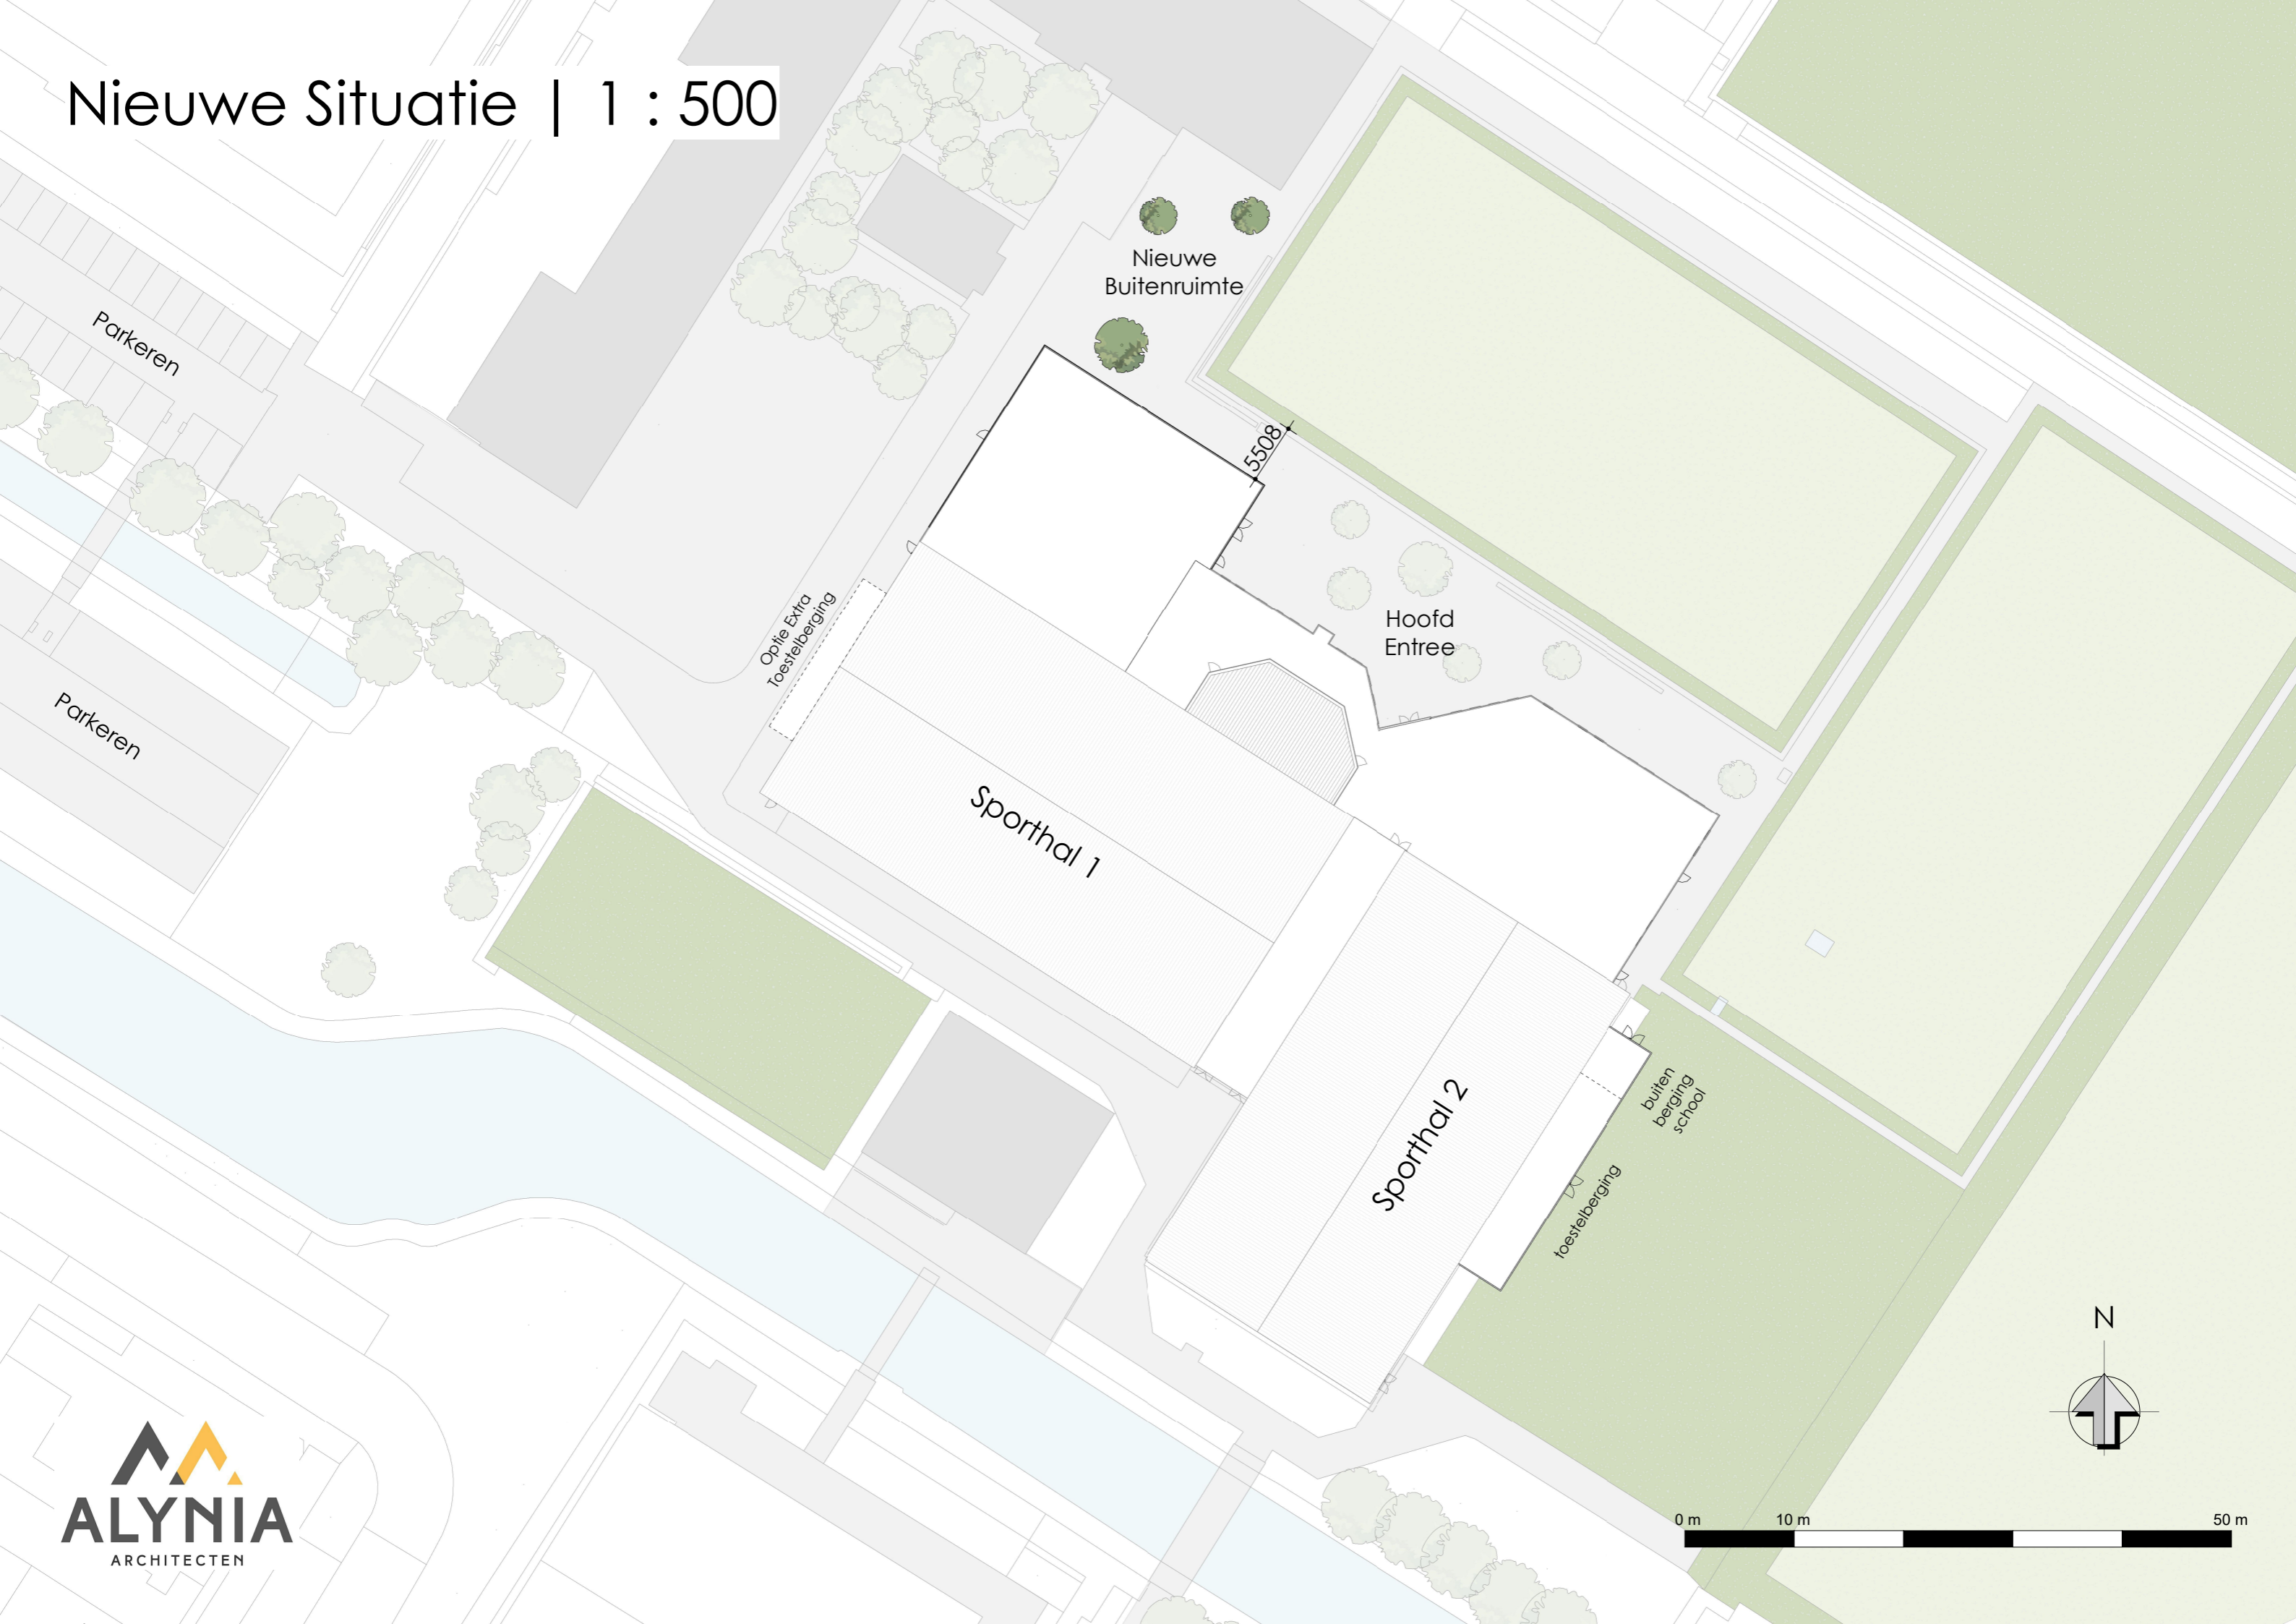 Nieuwe Situatie | 1 : 500
Nieuwe
Buitenruimte
Parkeren
5508
Optie Extra
Toestelberging
Hoofd
Entree
Parkeren
Sporthal 1
Sporthal 2
buiten
berging
school
toestelberging
N
0 m 10 m 50 m
ALYNIA
ARCHITECTEN